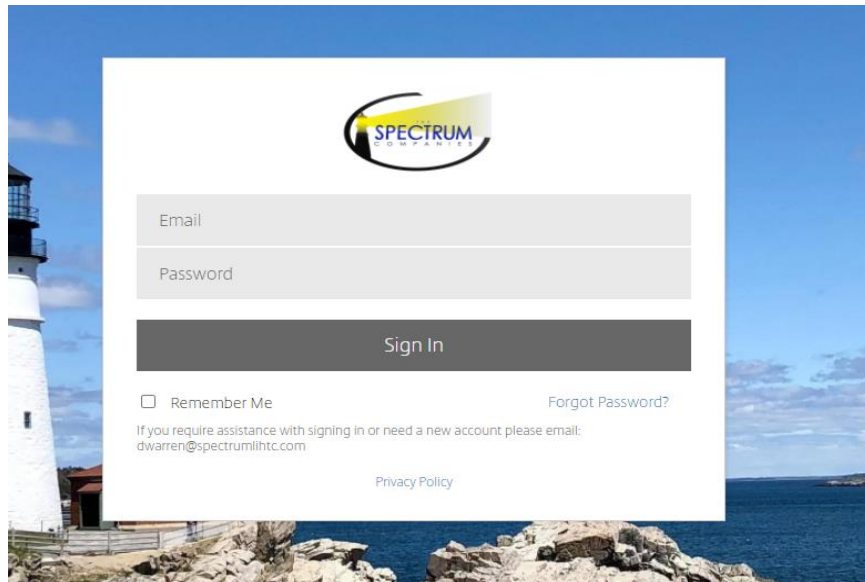 THE
SPECTRUM
COMPANIES
Email
Password
Sign In
Remember Me
Forgot Password?
If you require assistance with signing in or need a new account please email:
dwarren@spectrumlihtc.com
Privacy Policy